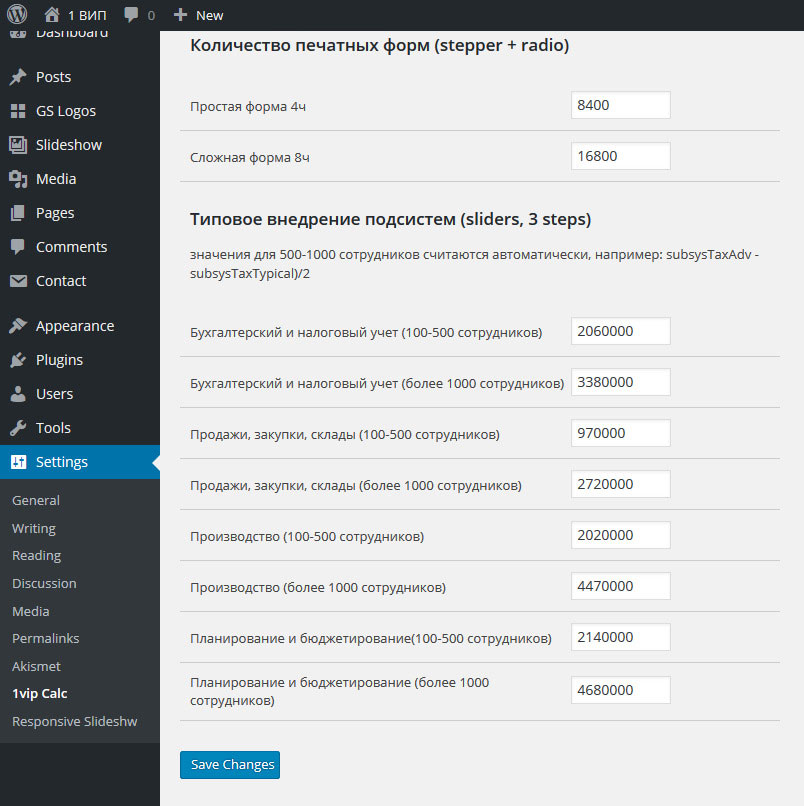 1 ВИП
0
New
Dashboard
Posts
GS Logos
Slideshow
Media
Pages
Comments
Contact
Appearance
Plugins
Users
Tools
Settings
General
Writing
Reading
Discussion
Media
Permalinks
Akismet
1vip Calc
Responsive Slideshw
Количество печатных форм (stepper + radio)
Простая форма 4ч
8400
Сложная форма 8ч
16800
Типовое внедрение подсистем (sliders, 3 steps)
значения для 500-1000 сотрудников считаются автоматически, например: subsysTaxAdv -
subsysTaxTypical)/2
Бухгалтерский и налоговый учет (100-500 сотрудников)
2060000
Бухгалтерский и налоговый учет (более 1000 сотрудников)
3380000
Продажи, закупки, склады (100-500 сотрудников)
970000
Продажи, закупки, склады (более 1000 сотрудников)
2720000
Производство (100-500 сотрудников)
2020000
Производство (более 1000 сотрудников)
4470000
Планирование и бюджетирование(100-500 сотрудников)
2140000
Планирование и бюджетирование (более 1000
сотрудников)
4680000
Save Changes